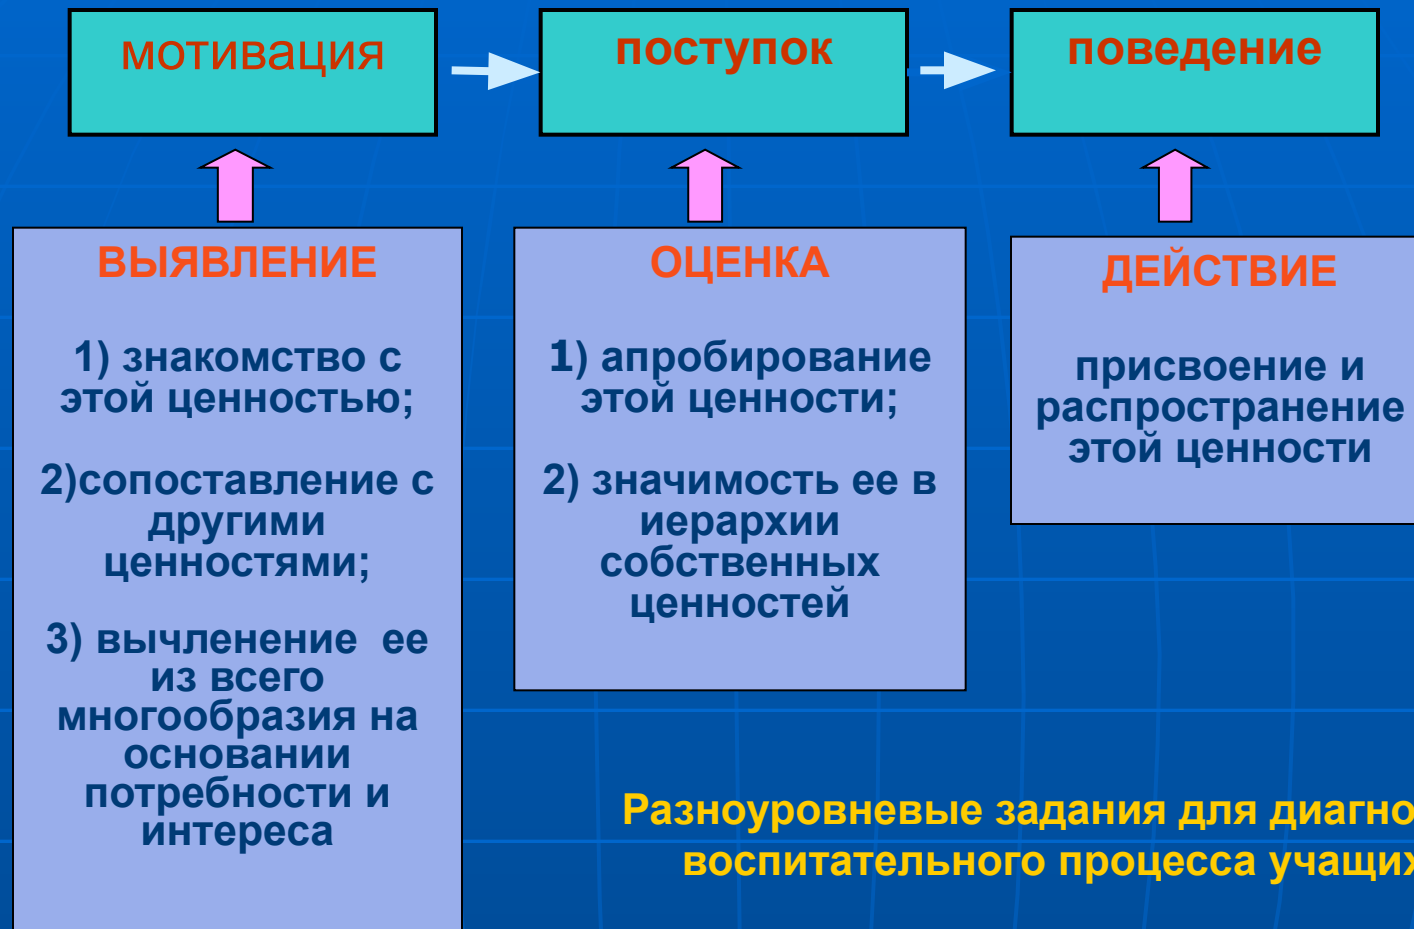 мотивация
поступок
поведение
ВЫЯВЛЕНИЕ
1) знакомство с
этой ценностью;
2)сопоставление с
другими
ценностями;
3) вычленение ее
из всего
многообразия на
основании
потребности и
интереса
ОЦЕНКА
1) апробирование
этой ценности;
2) значимость ее в
иерархии
собственных
ценностей
ДЕЙСТВИЕ
присвоение и
распространение
этой ценности
Разноуровневые задания для
воспитательного процесса